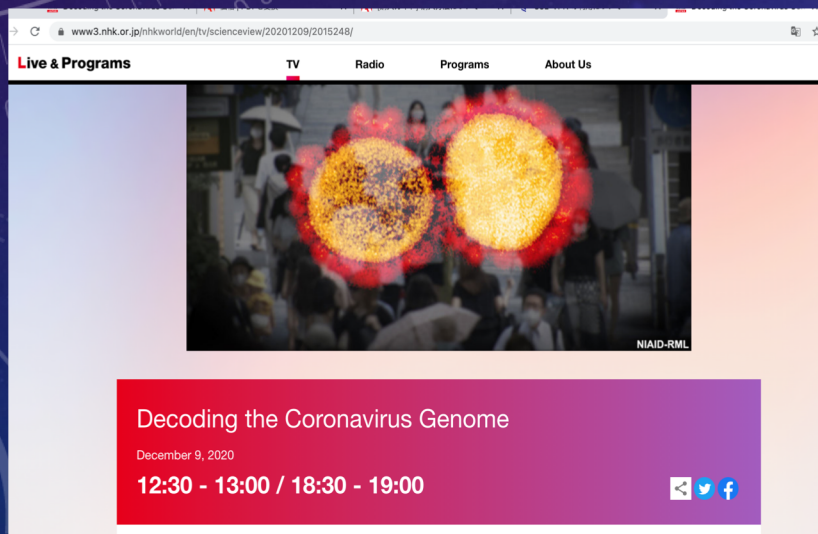 www3.nhk.or.jp/nhkworld/en/tv/scienceview/20201209/2015248/
Live & Programs
TV
Radio
Programs
About Us
NIAID-RML
Decoding the Coronavirus Genome
December 9, 2020
12:30 - 13:00 / 18:30 - 19:00